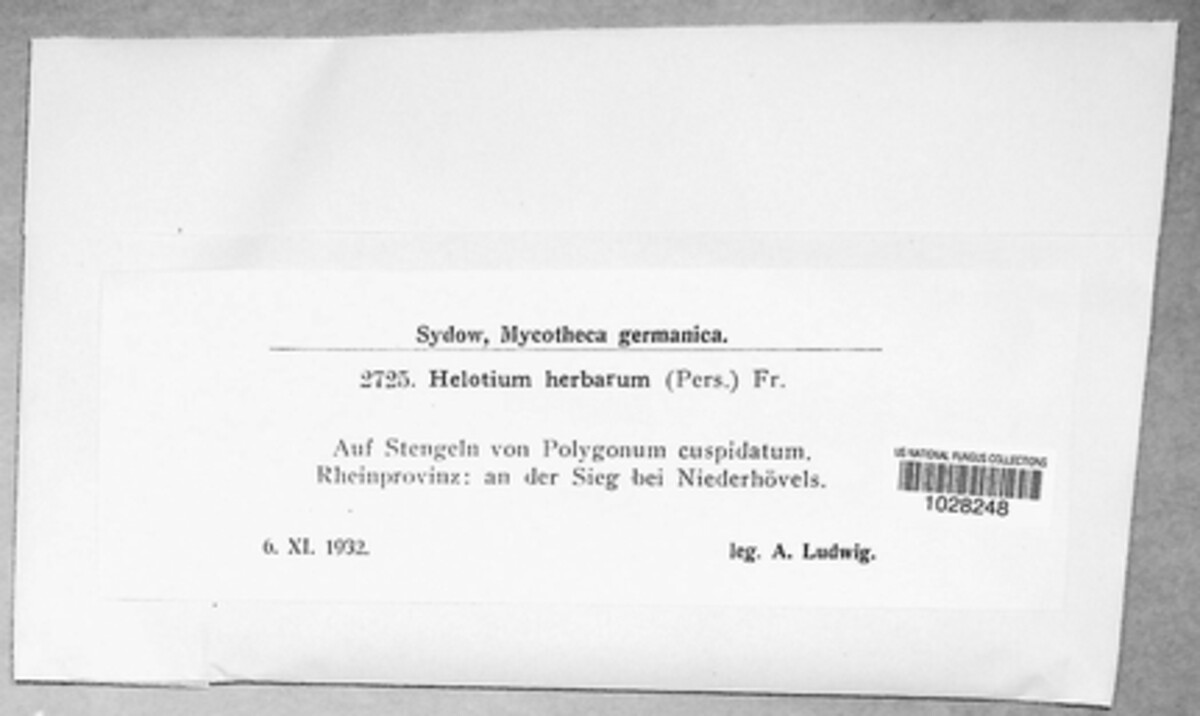 Sydow, Mycotheca germanica.
2725. Helotium herbarum (Pers.) Fr.
Auf Stengeln von Polygonum cuspidatum.
Rheinprovinz: an der Sieg bei Niederhövels.
US NATIONAL FUNGUS COLLECTIONS
1028248
6. XI. 1932.
leg. A. Ludwig.